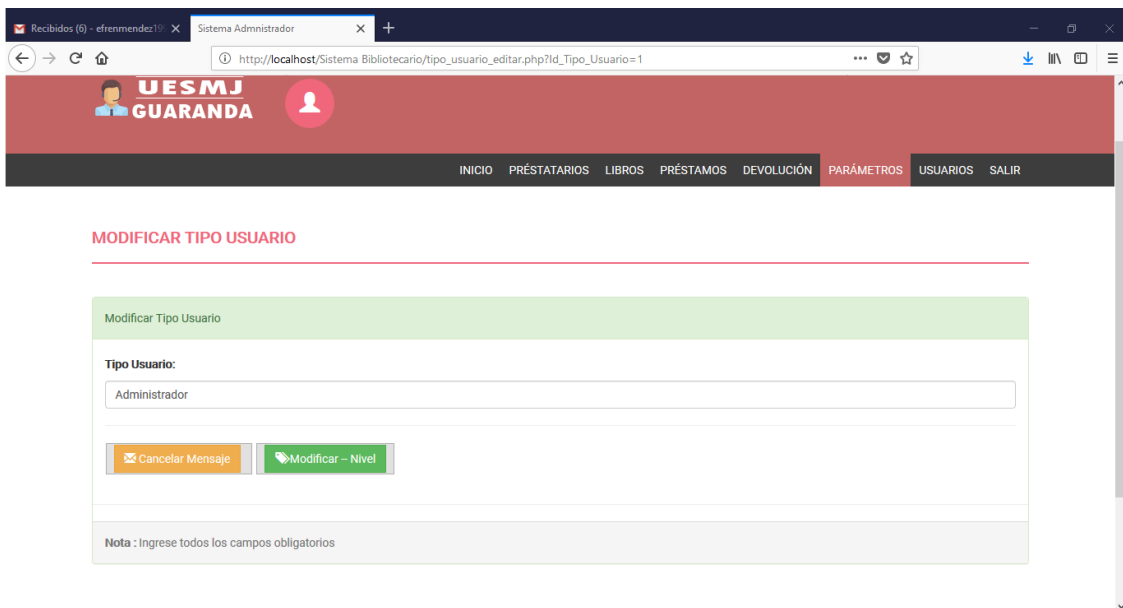 Recibidos (6) - efrenmendez19
Sistema Admnistrador
http://localhost/Sistema Bibliotecario/tipo_usuario_editar.php?Id_Tipo_Usuario=1
UESMJ
GUARANDA
INICIO PRÉSTATARIOS LIBROS PRÉSTAMOS DEVOLUCIÓN PARÁMETROS USUARIOS SALIR
MODIFICAR TIPO USUARIO
Modificar Tipo Usuario
Tipo Usuario:
Administrador
Cancelar Mensaje Modificar – Nivel
Nota : Ingrese todos los campos obligatorios